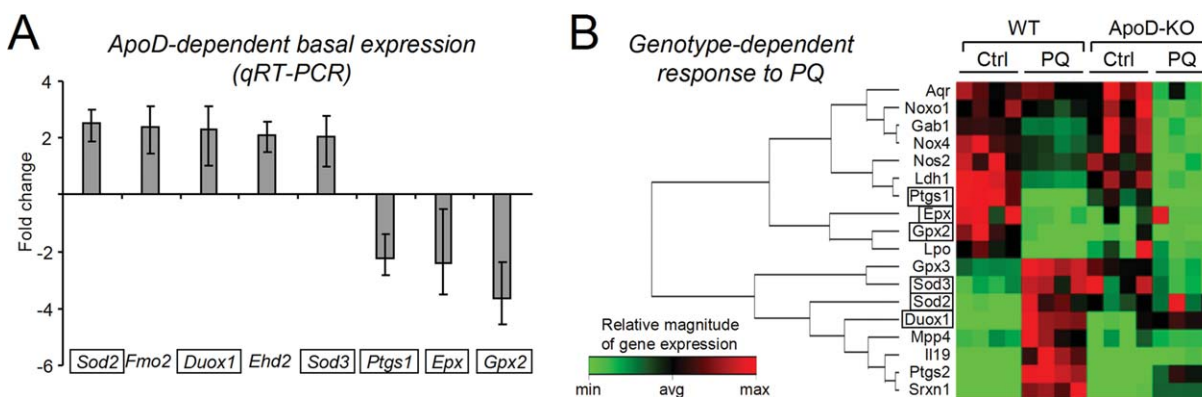 A
ApoD-dependent basal expression
(qRT-PCR)
Fold change
4
2
-2
-4
-6
Sod2 Fmo2 Duox1 Ehd2 Sod3 Ptgs1 Epx Gpx2
B
Genotype-dependent
response to PQ
WT ApoD-KO
Ctrl PQ Ctrl PQ
Aqr
Noxo1
Gab1
Nox4
Nos2
Ldh1
Ptgs1
Epx
Gpx2
Lpo
Gpx3
Sod3
Sod2
Duox1
Mpp4
Il19
Ptgs2
Srxn1
Relative magnitude
of gene expression
min avg max